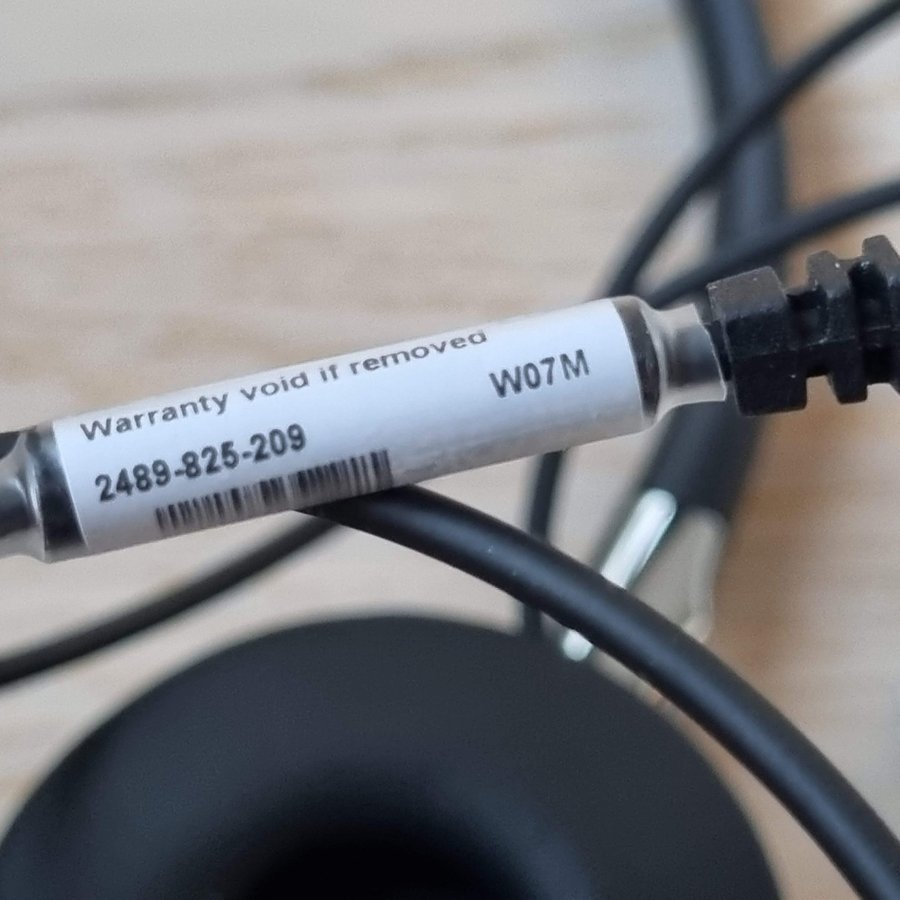 Warranty void if removed
W07M
2489-825-209